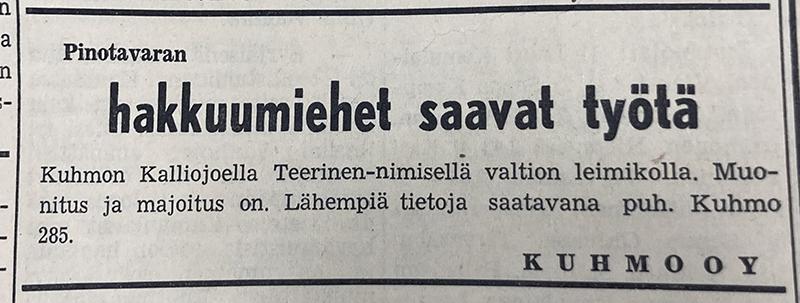 Pinotavaran
hakkuumiehet saavat työtä
Kuhmon Kalliojoella Teerinen-nimisellä valtion leimikolla. Muo-
nitus ja majoitus on. Lähempiä tietoja saatavana puh. Kuhmo
285.
KUHMO OY